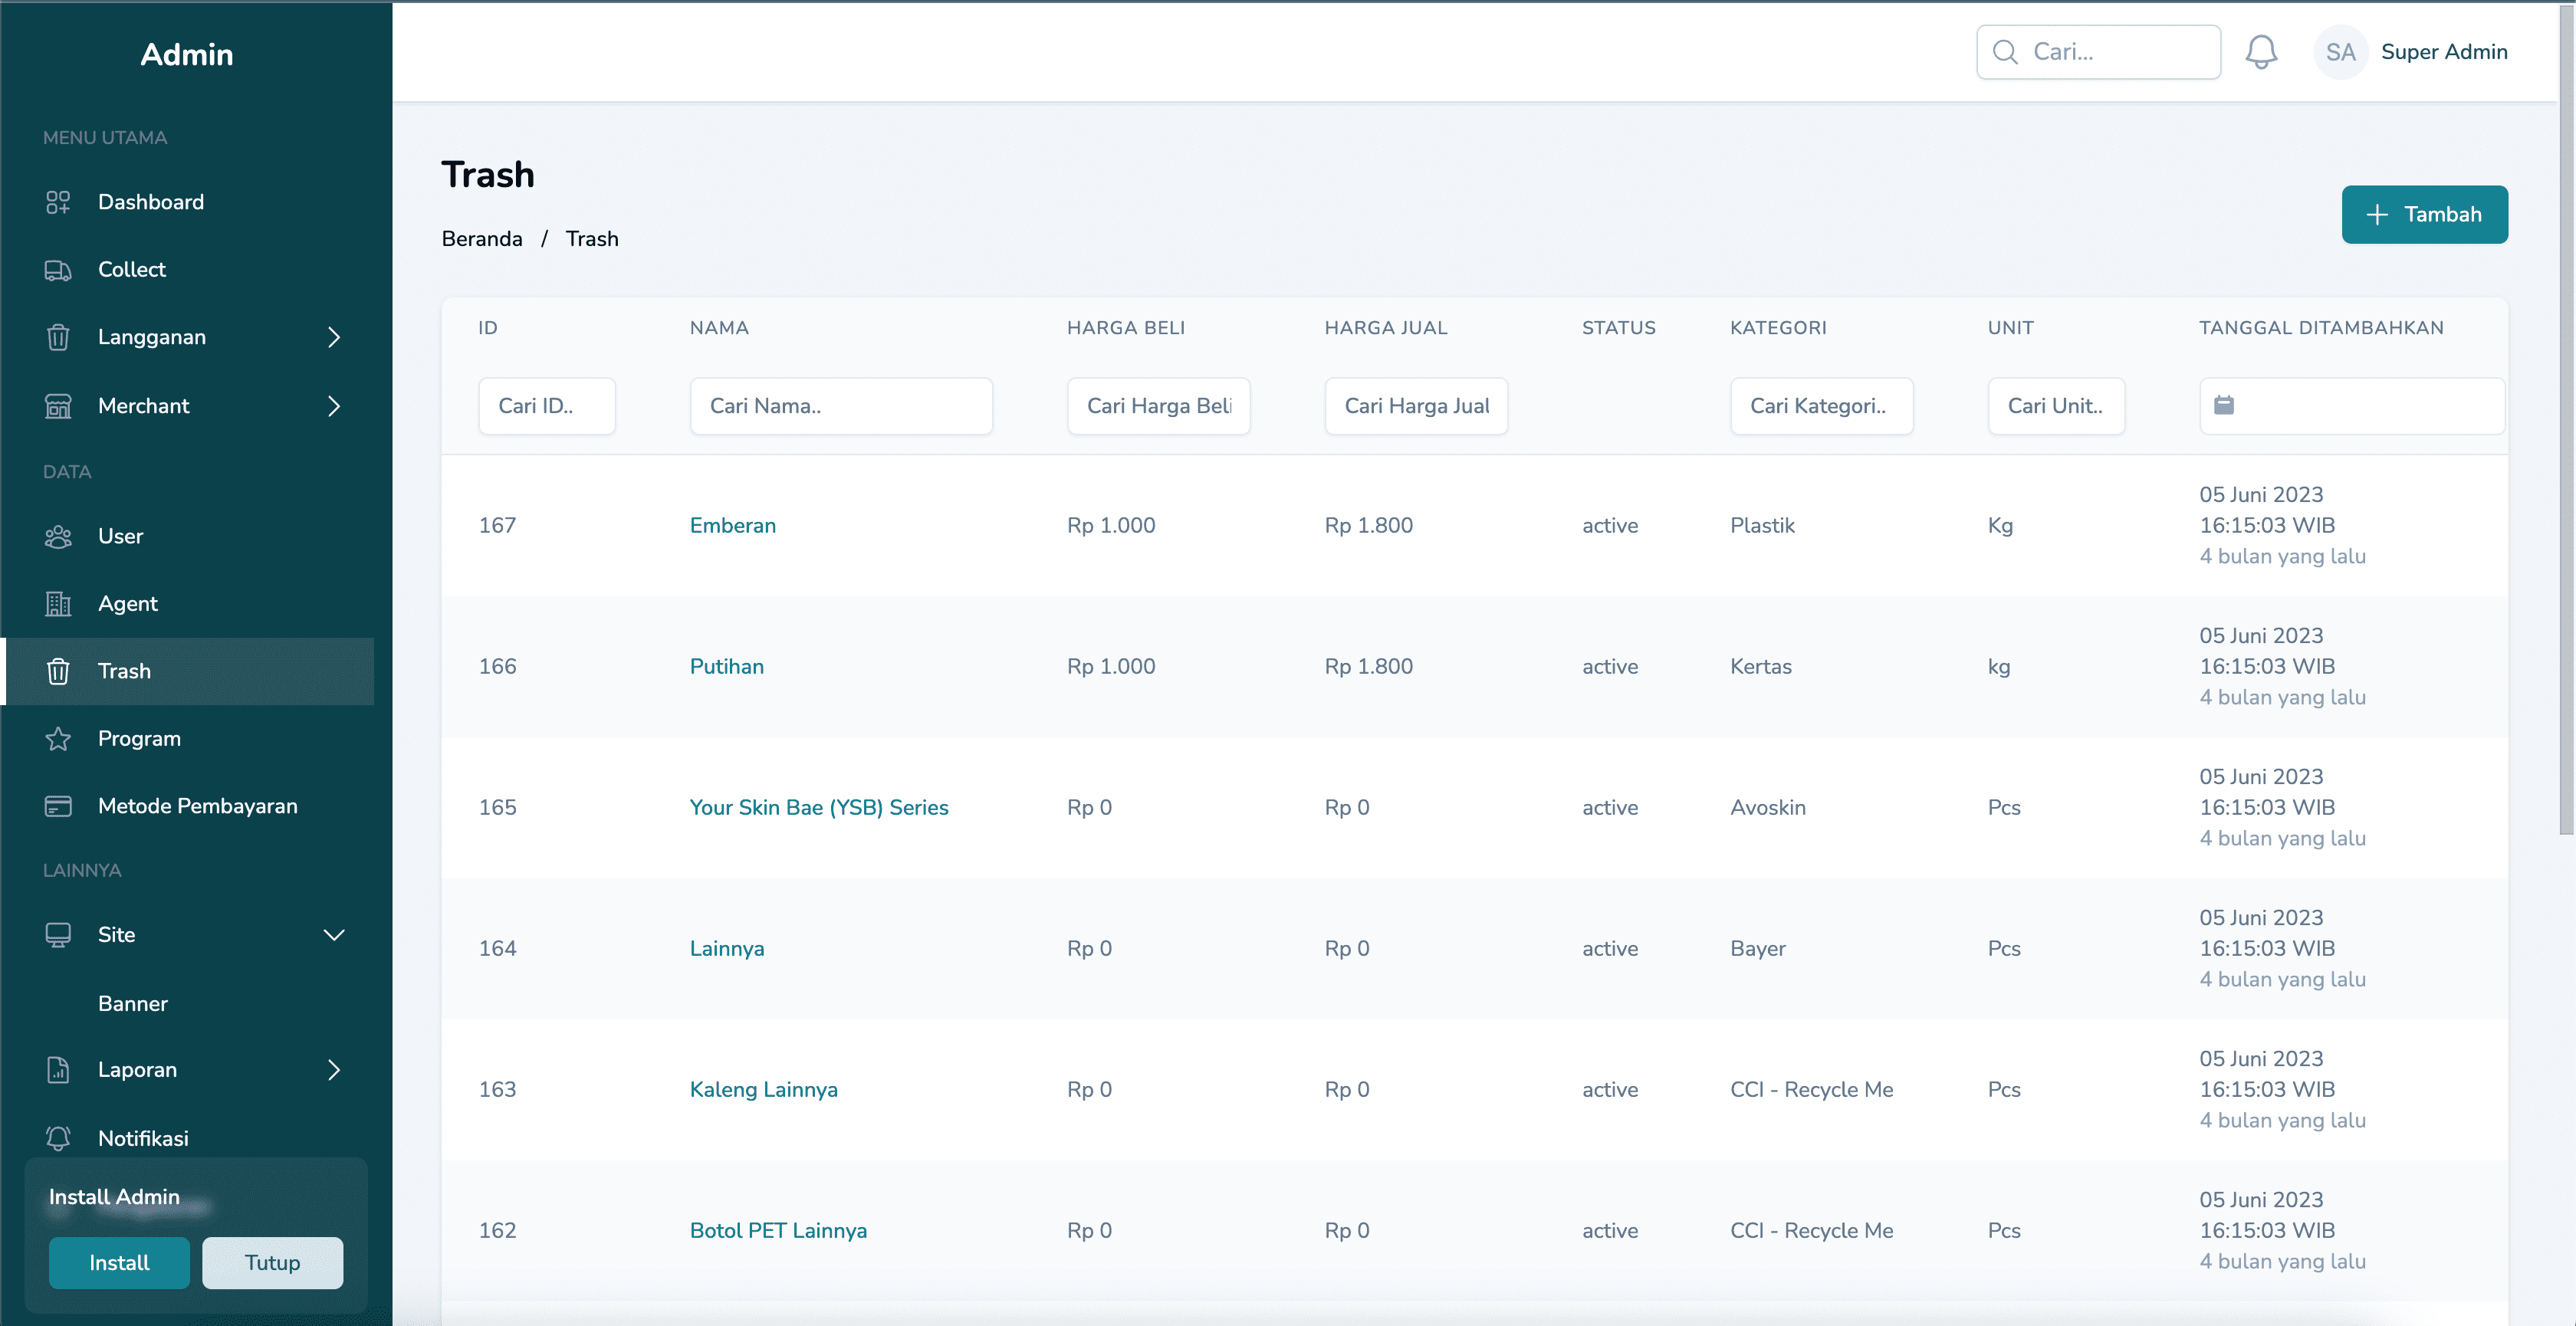 Admin
MENU UTAMA
Dashboard
Collect
Langganan
Merchant
DATA
User
Agent
Trash
Program
Metode Pembayaran
LAINNYA
Site
Banner
Laporan
Notifikasi
Install Admin
Install Tutup
Cari...
SA Super Admin
Trash
Beranda / Trash
Tambah
ID NAMA HARGA BELI HARGA JUAL STATUS KATEGORI UNIT TANGGAL DITAMBAHKAN
Cari ID.. Cari Nama.. Cari Harga Beli Cari Harga Jual Cari Kategori.. Cari Unit..
167 Emberan Rp 1.000 Rp 1.800 active Plastik Kg 05 Juni 2023
16:15:03 WIB
4 bulan yang lalu
166 Putihan Rp 1.000 Rp 1.800 active Kertas kg 05 Juni 2023
16:15:03 WIB
4 bulan yang lalu
165 Your Skin Bae (YSB) Series Rp 0 Rp 0 active Avoskin Pcs 05 Juni 2023
16:15:03 WIB
4 bulan yang lalu
164 Lainnya Rp 0 Rp 0 active Bayer Pcs 05 Juni 2023
16:15:03 WIB
4 bulan yang lalu
163 Kaleng Lainnya Rp 0 Rp 0 active CCI - Recycle Me Pcs 05 Juni 2023
16:15:03 WIB
4 bulan yang lalu
162 Botol PET Lainnya Rp 0 Rp 0 active CCI - Recycle Me Pcs 05 Juni 2023
16:15:03 WIB
4 bulan yang lalu